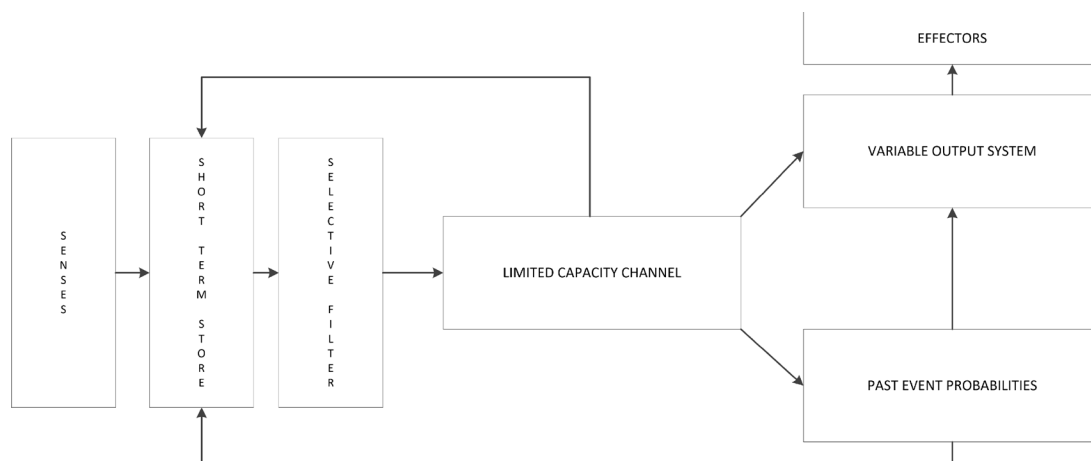 EFFECTORS
VARIABLE OUTPUT SYSTEM
SENSES
SHORT TERM STORE
SELECTIVE FILTER
LIMITED CAPACITY CHANNEL
PAST EVENT PROBABILITIES